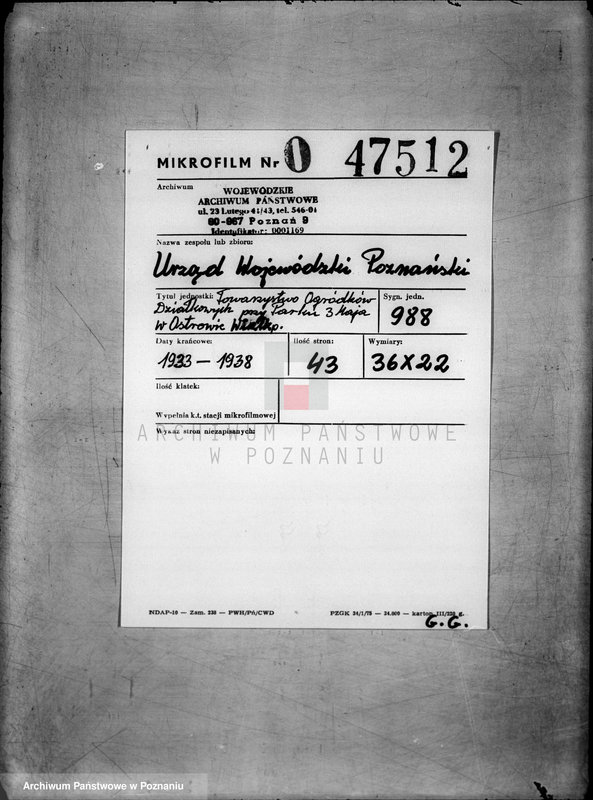 MIKROFILM Nr 0 47512
Archiwum
WOJEWÓDZKIE
ARCHIWUM PAŃSTWOWE
ul. 23 Lutego 41/43, tel. 546-01
60-967 Poznań 9
Identyfikator: 0001169
Nazwa zespołu lub zbioru:
Urząd Wojewódzki Poznański
Tytuł jednostki: Towarzystwo Ogródków
Działkowych przy Parku 3 Maja
w Ostrowie Wielkp.
Sygn. jedn.
988
Daty krańcowe:
1933 — 1938
Ilość stron:
43
Wymiary:
36X22
Ilość klatek:
Wypełnia k.t. stacji mikrofilmowej
Wykaz stron niezapisanych:
ARCHIWUM PAŃSTWOWE
W POZNANIU
NDAP-10 — Zam. 238 — PWH/Pń/CWD
PZGK 24/1/75 — 24.000 — karton III/220 g.
G.G.
Archiwum Państwowe w Poznaniu